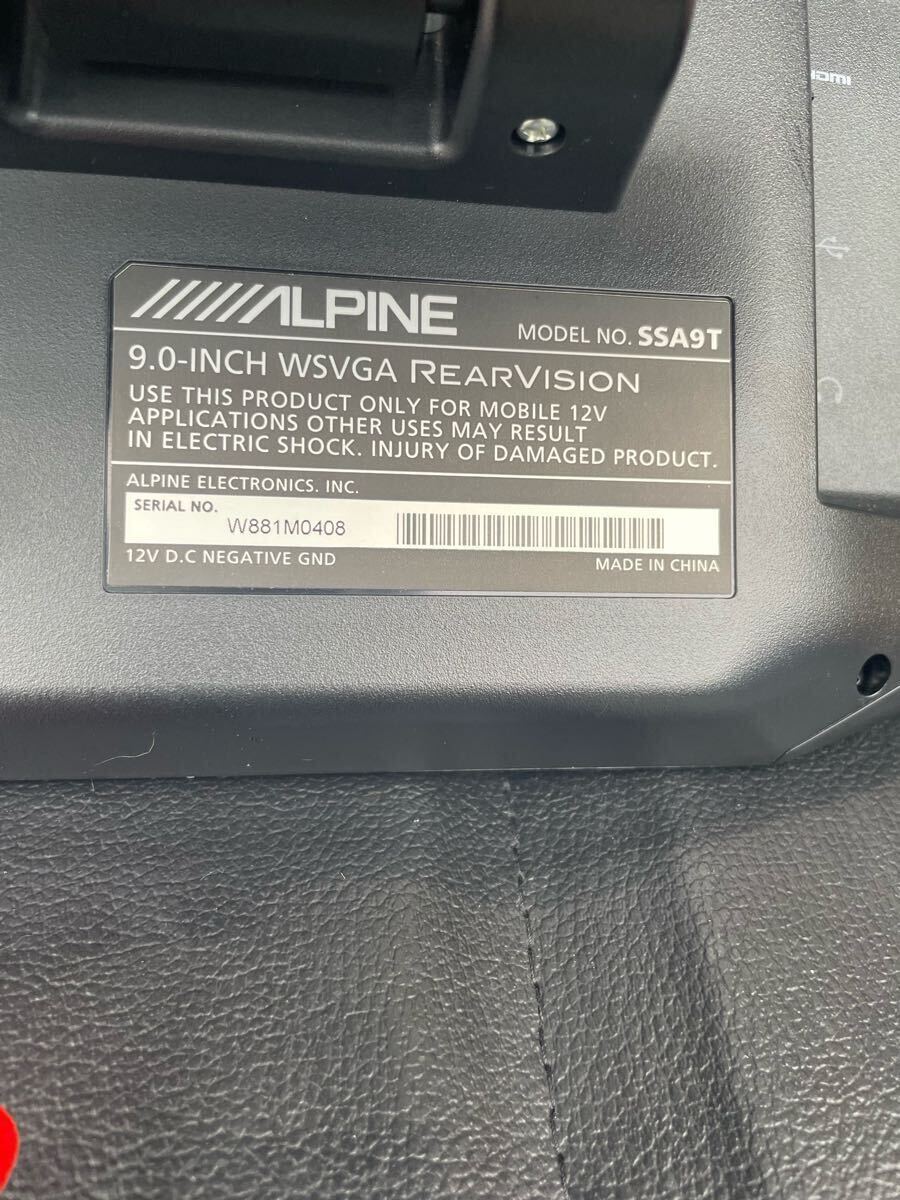 HDMI
ALPINE
MODEL NO. SSA9T
9.0-INCH WSVGA REARVISION
USE THIS PRODUCT ONLY FOR MOBILE 12V
APPLICATIONS OTHER USES MAY RESULT
IN ELECTRIC SHOCK. INJURY OF DAMAGED PRODUCT.
ALPINE ELECTRONICS. INC.
SERIAL NO.
W881M0408
12V D.C NEGATIVE GND
MADE IN CHINA